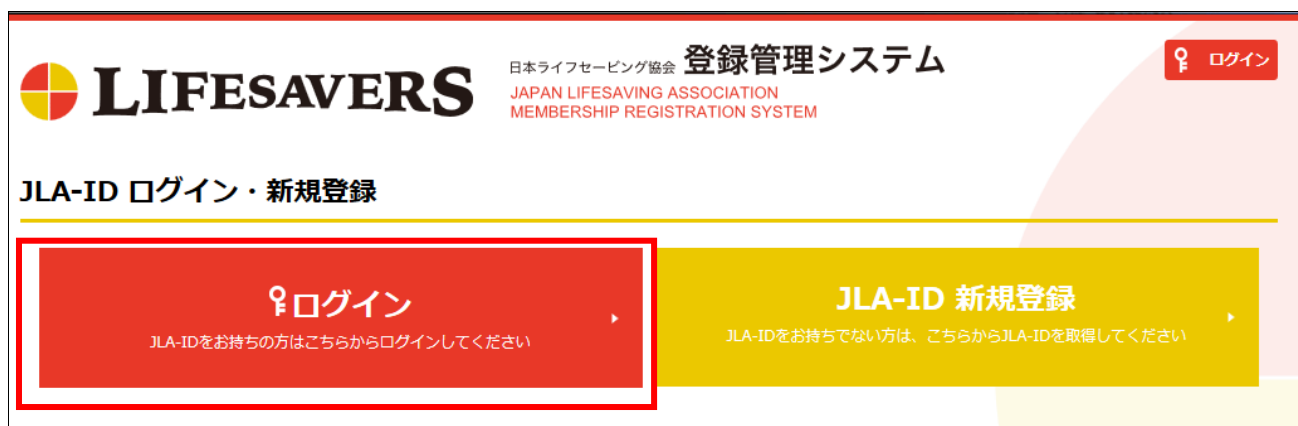 LIFESAVERS
日本ライフセービング協会 登録管理システム
JAPAN LIFESAVING ASSOCIATION
MEMBERSHIP REGISTRATION SYSTEM
ログイン
JLA-ID ログイン・新規登録
ログイン
JLA-IDをお持ちの方はこちらからログインしてください
JLA-ID 新規登録
JLA-IDをお持ちでない方は、こちらからJLA-IDを取得してください